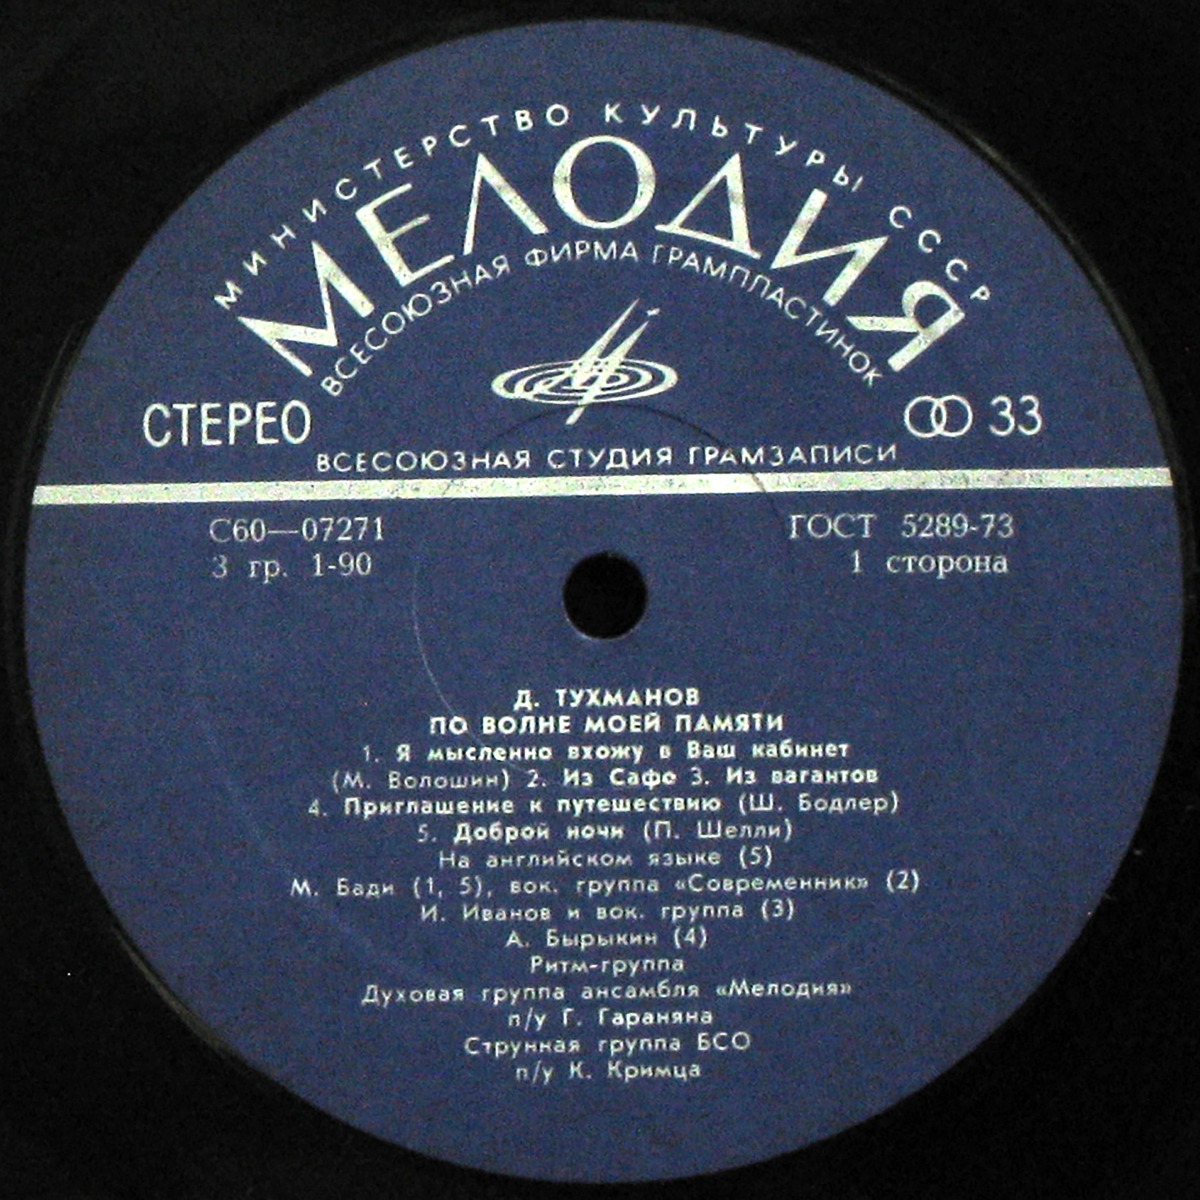 МИНИСТЕРСТВО КУЛЬТУРЫ СССР
МЕЛОДИЯ
ВСЕСОЮЗНАЯ ФИРМА ГРАМПЛАСТИНОК
СТЕРЕО
33
ВСЕСОЮЗНАЯ СТУДИЯ ГРАМЗАПИСИ
С60—07271
ГОСТ 5289-73
3 гр. 1-90
1 сторона
Д. ТУХМАНОВ
ПО ВОЛНЕ МОЕЙ ПАМЯТИ
1. Я мысленно вхожу в Ваш кабинет
(М. Волошин) 2. Из Сафо 3. Из вагантов
4. Приглашение к путешествию (Ш. Бодлер)
5. Доброй ночи (П. Шелли)
На английском языке (5)
М. Бади (1, 5), вок. группа «Современник» (2)
И. Иванов и вок. группа (3)
А. Бырыкин (4)
Ритм-группа
Духовая группа ансамбля «Мелодия»
п/у Г. Гараняна
Струнная группа БСО
п/у К. Кримца